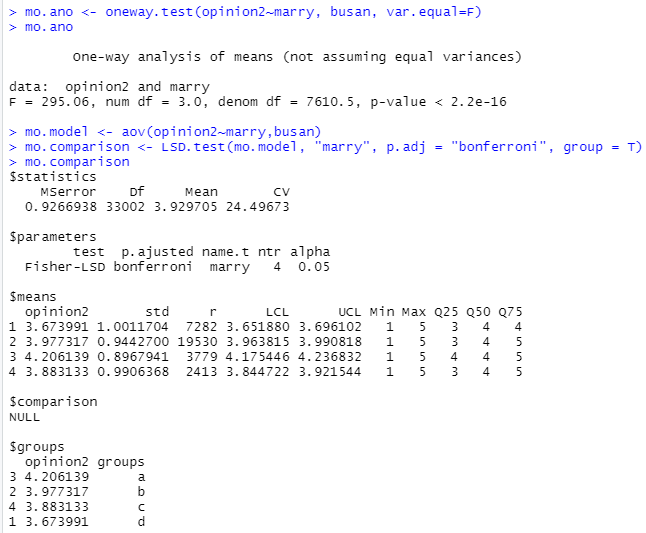 > mo.ano <- oneway.test(opinion2~marry, busan, var.equal=F)
> mo.ano
One-way analysis of means (not assuming equal variances)
data:  opinion2 and marry
F = 295.06, num df = 3.0, denom df = 7610.5, p-value < 2.2e-16
> mo.model <- aov(opinion2~marry,busan)
> mo.comparison <- LSD.test(mo.model, "marry", p.adj = "bonferroni", group = T)
> mo.comparison
$statistics
    MSerror    Df     Mean       CV
  0.9266938 33002 3.929705 24.49673
$parameters
        test  p.ajusted name.t ntr alpha
  Fisher-LSD bonferroni  marry   4  0.05
$means
  opinion2       std     r      LCL      UCL Min Max Q25 Q50 Q75
1 3.673991 1.0011704  7282 3.651880 3.696102   1   5   3   4   4
2 3.977317 0.9442700 19530 3.963815 3.990818   1   5   3   4   5
3 4.206139 0.8967941  3779 4.175446 4.236832   1   5   4   4   5
4 3.883133 0.9906368  2413 3.844722 3.921544   1   5   3   4   5
$comparison
NULL
$groups
  opinion2 groups
3 4.206139      a
2 3.977317      b
4 3.883133      c
1 3.673991      d